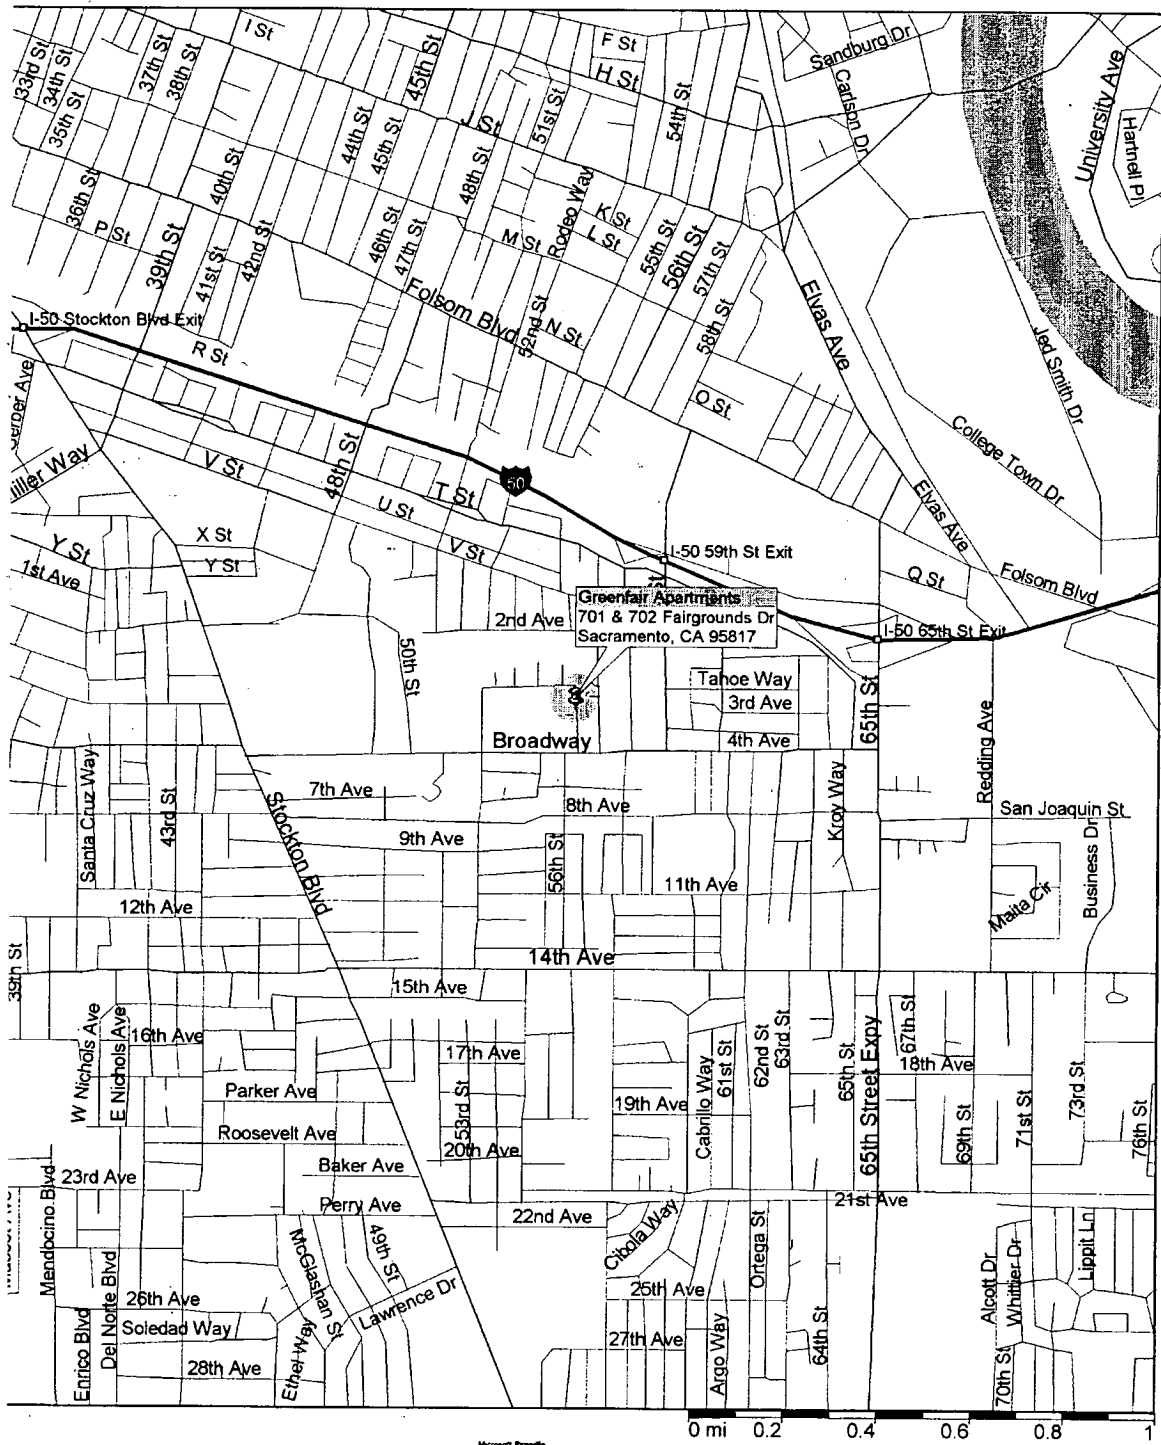 I St
F St
Sandburg Dr
33rd St
34th St
37th St
38th St
45th St
H St
University Ave
35th St
J St
51st St
54th St
Carlson Dr
Hartnell Pl
44th St
45th St
40th St
48th St
36th St
P St
39th St
41st St
42nd St
46th St
47th St
Rodeo Way
K St
L St
M St
55th St
56th St
57th St
Folsom Blvd
52nd St
N St
58th St
Elvas Ave
Jed Smith Dr
I-50 Stockton Blvd Exit
R St
Q St
College Town Dr
V St
48th St
T St
50
U St
V St
Elvas Ave
X St
Y St
Y St
1st Ave
I-50 59th St Exit
Q St
Folsom Blvd
Greenfair Apartments
701 & 702 Fairgrounds Dr
Sacramento, CA 95817
2nd Ave
I-50 65th St Exit
50th St
Tahoe Way
3rd Ave
65th St
Broadway
4th Ave
Redding Ave
Santa Cruz Way
43rd St
7th Ave
Stockton Blvd
8th Ave
Kroy Way
San Joaquin St
9th Ave
56th St
11th Ave
Business Dr
Maita Cir
12th Ave
14th Ave
39th St
15th Ave
W Nichols Ave
E Nichols Ave
16th Ave
17th Ave
61st St
62nd St
63rd St
65th St
65th Street Expy
67th St
18th Ave
Parker Ave
53rd St
19th Ave
Cabrillo Way
73rd St
Roosevelt Ave
20th Ave
69th St
71st St
76th St
Baker Ave
23rd Ave
Mendocino Blvd
Perry Ave
21st Ave
22nd Ave
Cibola Way
Ortega St
McGlashan St
49th St
Lippit Ln
Alcott Dr
Whittier Dr
26th Ave
Del Norte Blvd
Lawrence Dr
25th Ave
Soledad Way
Enrico Blvd
Ethel Way
27th Ave
Argo Way
64th St
28th Ave
70th St
0 mi 0.2 0.4 0.6 0.8 1